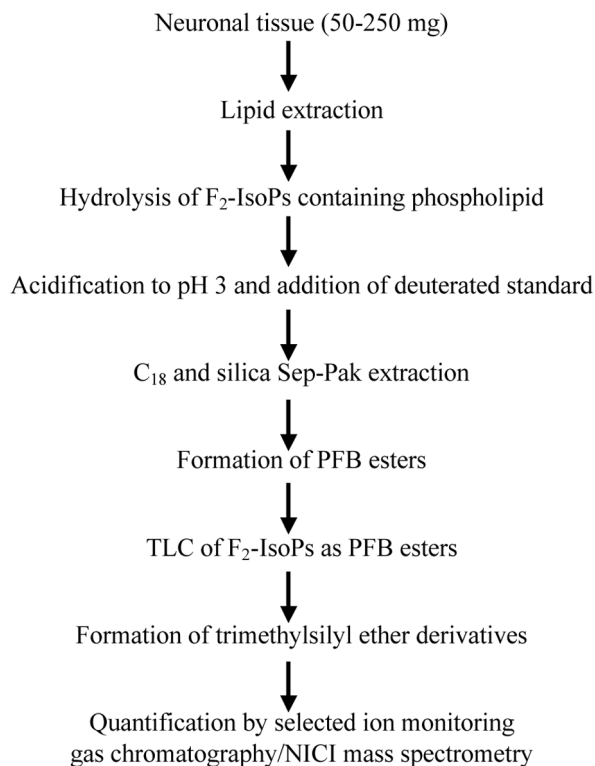 Neuronal tissue (50-250 mg)
Lipid extraction
Hydrolysis of F₂-IsoPs containing phospholipid
Acidification to pH 3 and addition of deuterated standard
C₁₈ and silica Sep-Pak extraction
Formation of PFB esters
TLC of F₂-IsoPs as PFB esters
Formation of trimethylsilyl ether derivatives
Quantification by selected ion monitoring
gas chromatography/NICI mass spectrometry